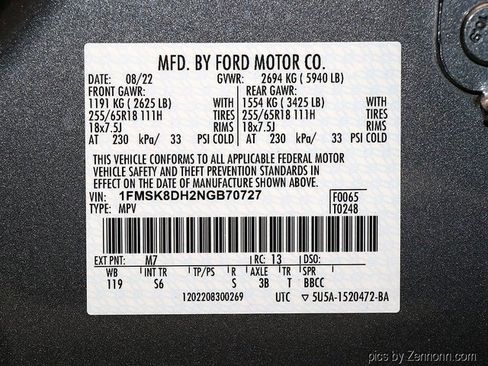 MFD. BY FORD MOTOR CO.
DATE: 08/22 GVWR: 2694 KG ( 5940 LB)
FRONT GAWR: REAR GAWR:
1191 KG ( 2625 LB) WITH 1554 KG ( 3425 LB) WITH
255/65R18 111H TIRES 255/65R18 111H TIRES
18x7.5J RIMS 18x7.5J RIMS
AT 230 kPa/ 33 PSI COLD AT 230 kPa/ 33 PSI COLD
THIS VEHICLE CONFORMS TO ALL APPLICABLE FEDERAL MOTOR
VEHICLE SAFETY AND THEFT PREVENTION STANDARDS IN
EFFECT ON THE DATE OF MANUFACTURE SHOWN ABOVE.
VIN: 1FMSK8DH2NGB70727 F0065
TYPE: MPV T0248
EXT PNT: M7 RC: 13 DSO:
WB INT TR TP/PS R AXLE TR SPR
119 S6 S 3B T BBCC
1202208300269 UTC ▽ 5U5A-1520472-BA
pics by Zennonn.com